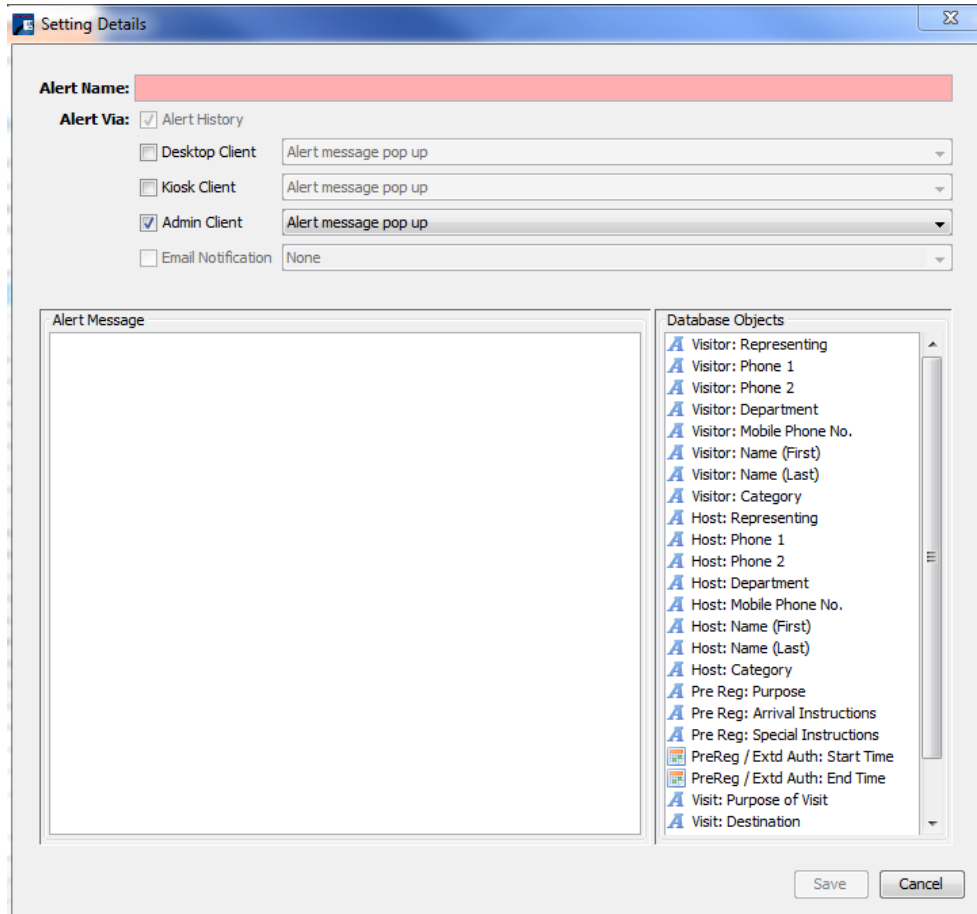 Setting Details
Alert Name:
Alert Via: Alert History
Desktop Client Alert message pop up
Kiosk Client Alert message pop up
Admin Client Alert message pop up
Email Notification None
Alert Message
Database Objects
Visitor: Representing
Visitor: Phone 1
Visitor: Phone 2
Visitor: Department
Visitor: Mobile Phone No.
Visitor: Name (First)
Visitor: Name (Last)
Visitor: Category
Host: Representing
Host: Phone 1
Host: Phone 2
Host: Department
Host: Mobile Phone No.
Host: Name (First)
Host: Name (Last)
Host: Category
Pre Reg: Purpose
Pre Reg: Arrival Instructions
Pre Reg: Special Instructions
PreReg / Extd Auth: Start Time
PreReg / Extd Auth: End Time
Visit: Purpose of Visit
Visit: Destination
Save Cancel